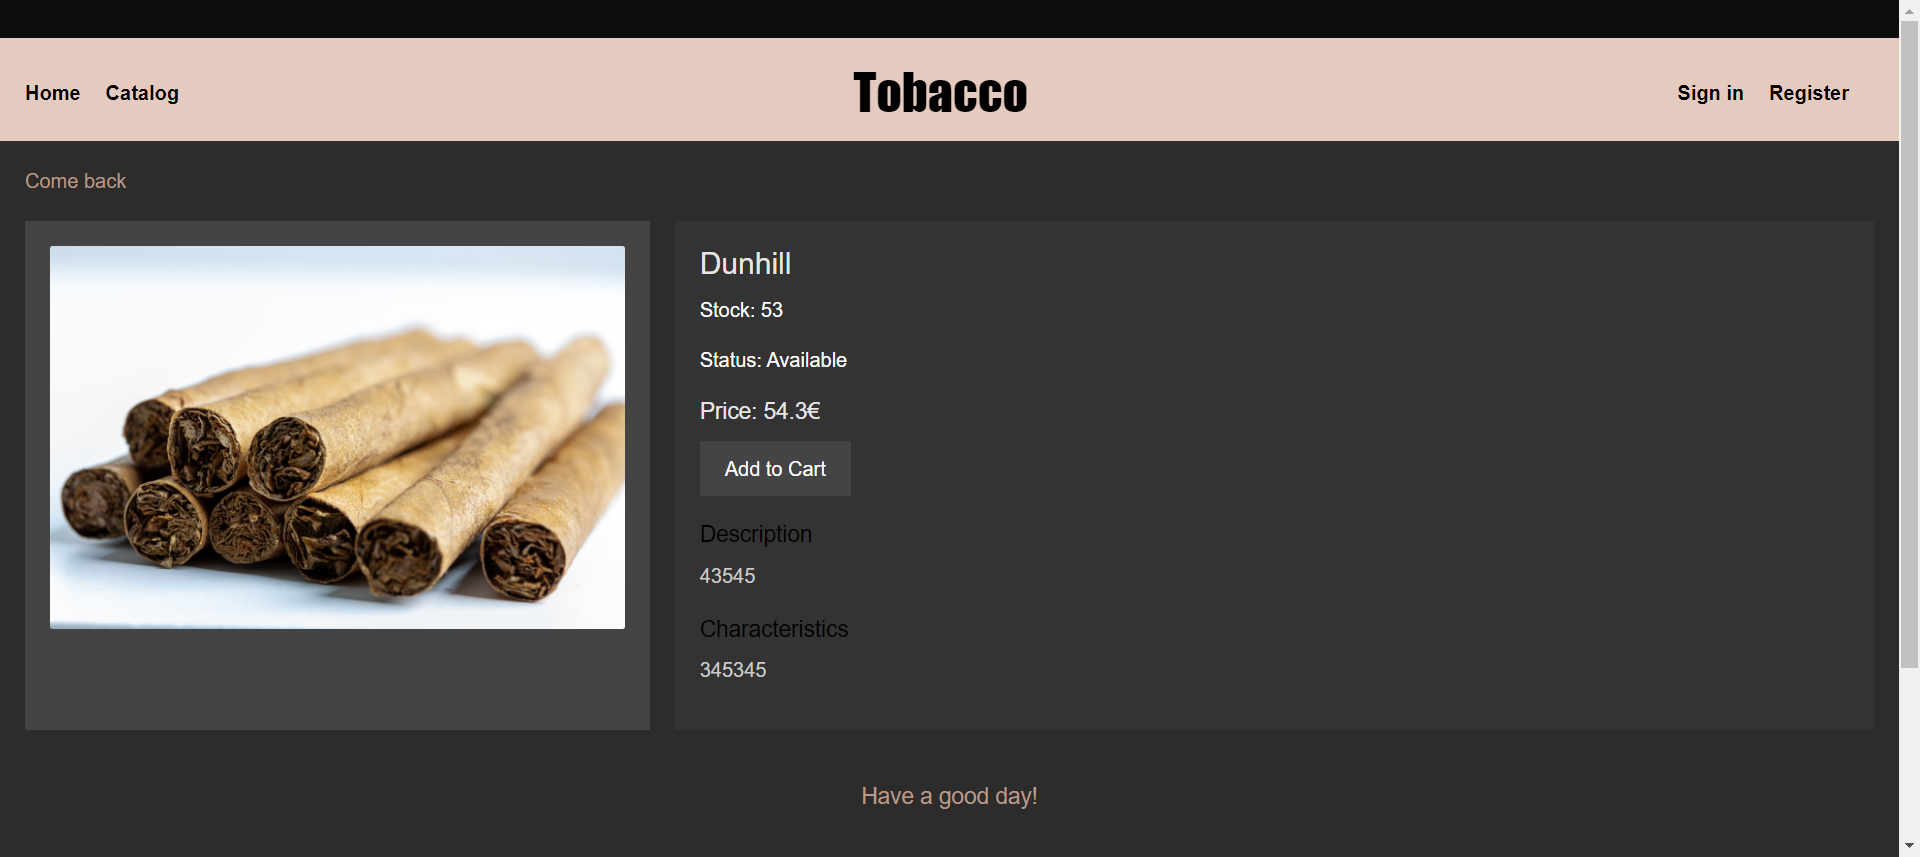 Home Catalog Tobacco Sign in Register
Come back
Dunhill
Stock: 53
Status: Available
Price: 54.3€
Add to Cart
Description
43545
Characteristics
345345
Have a good day!